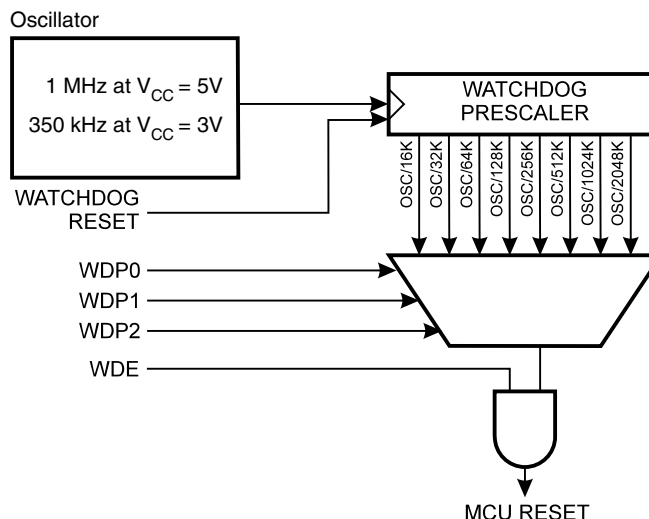 Oscillator
1 MHz at VCC = 5V
350 kHz at VCC = 3V
WATCHDOG
PRESCALER
OSC/16K
OSC/32K
OSC/64K
OSC/128K
OSC/256K
OSC/512K
OSC/1024K
OSC/2048K
WATCHDOG
RESET
WDP0
WDP1
WDP2
WDE
MCU RESET